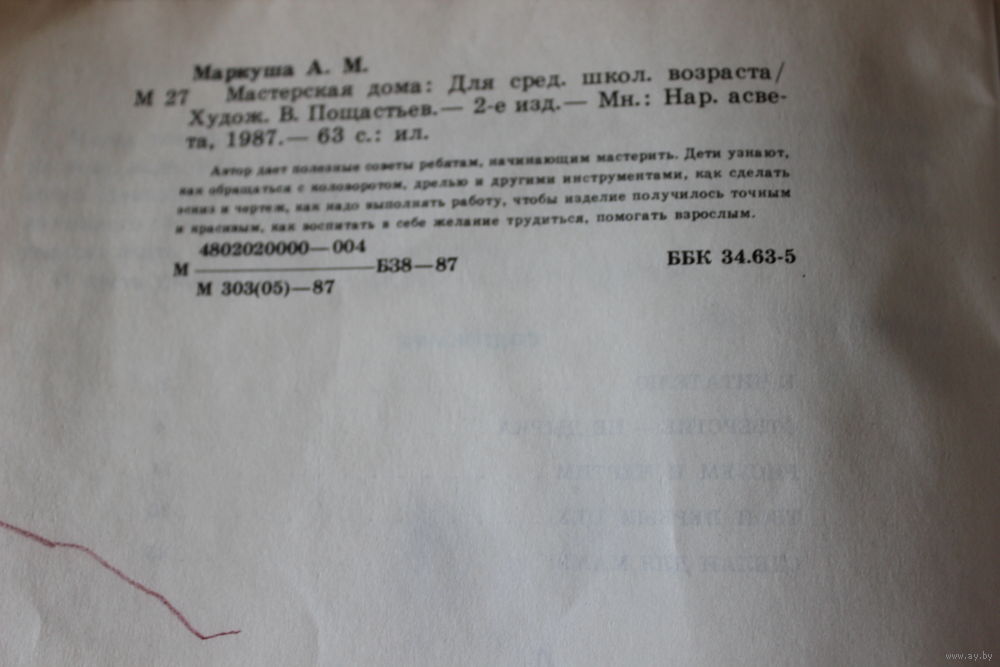 Маркуша А. М.
М 27 Мастерская дома: Для сред. школ. возраста/
Худож. В. Пощастьев.— 2-е изд.— Мн.: Нар. асве-
та, 1987.— 63 с.: ил.
Автор дает полезные советы ребятам, начинающим мастерить. Дети узнают,
как обращаться с коловоротом, дрелью и другими инструментами, как сделать
эскиз и чертеж, как надо выполнять работу, чтобы изделие получилось точным
и красивым, как воспитать в себе желание трудиться, помогать взрослым.
4802020000—004
М Б38—87 ББК 34.63-5
М 303(05)—87
www.ay.by